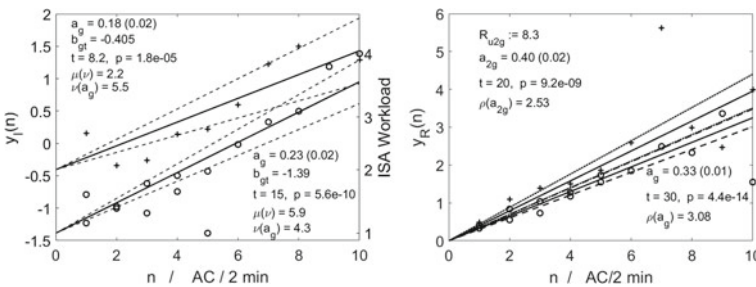 a_g = 0.18 (0.02)
b_gt = -0.405
t = 8.2, p = 1.8e-05
μ(ν) = 2.2
ν(a_g) = 5.5
a_g = 0.23 (0.02)
b_gt = -1.39
t = 15, p = 5.6e-10
μ(ν) = 5.9
ν(a_g) = 4.3
2
1.5
1
0.5
0
-0.5
-1
-1.5
y_I(n)
4
3
2
1
ISA Workload
0 2 4 6 8 10
n / AC / 2 min
R_u2g := 8.3
a_2g = 0.40 (0.02)
t = 20, p = 9.2e-09
ρ(a_2g) = 2.53
a_g = 0.33 (0.01)
t = 30, p = 4.4e-14
ρ(a_g) = 3.08
6
5
4
3
2
1
0
y_R(n)
0 2 4 6 8 10
n / AC/2 min